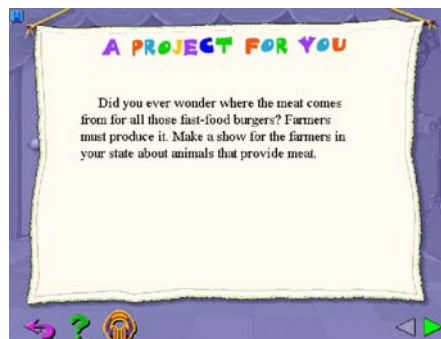 A PROJECT FOR YOU
Did you ever wonder where the meat comes
from for all those fast-food burgers? Farmers
must produce it. Make a show for the farmers in
your state about animals that provide meat.
?